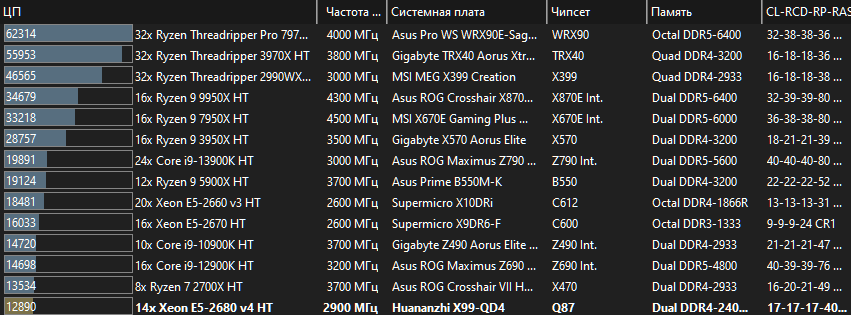 ЦП Частота ... Системная плата Чипсет Память CL-RCD-RP-RAS
62314 32x Ryzen Threadripper Pro 797... 4000 МГц Asus Pro WS WRX90E-Sag... WRX90 Octal DDR5-6400 32-38-38-36 ...
55953 32x Ryzen Threadripper 3970X HT 3800 МГц Gigabyte TRX40 Aorus Xtr... TRX40 Quad DDR4-3200 16-18-18-36 ...
46565 32x Ryzen Threadripper 2990WX... 3000 МГц MSI MEG X399 Creation X399 Quad DDR4-2933 16-18-18-38 ...
34679 16x Ryzen 9 9950X HT 4300 МГц Asus ROG Crosshair X870... X870E Int. Dual DDR5-6400 32-39-39-80 ...
33218 16x Ryzen 9 7950X HT 4500 МГц MSI X670E Gaming Plus ... X670E Int. Dual DDR5-6000 36-38-38-80 ...
28757 16x Ryzen 9 3950X HT 3500 МГц Gigabyte X570 Aorus Elite X570 Dual DDR4-3200 18-21-21-39 ...
19891 24x Core i9-13900K HT 3000 МГц Asus ROG Maximus Z790 ... Z790 Int. Dual DDR5-5600 40-40-40-80 ...
19124 12x Ryzen 9 5900X HT 3700 МГц Asus Prime B550M-K B550 Dual DDR4-3200 22-22-22-52 ...
18481 20x Xeon E5-2660 v3 HT 2600 МГц Supermicro X10DRi C612 Octal DDR4-1866R 13-13-13-31 ...
16033 16x Xeon E5-2670 HT 2600 МГц Supermicro X9DR6-F C600 Octal DDR3-1333 9-9-9-24 CR1
14720 10x Core i9-10900K HT 3700 МГц Gigabyte Z490 Aorus Elite ... Z490 Int. Dual DDR4-2933 21-21-21-47 ...
14698 16x Core i9-12900K HT 3200 МГц Asus ROG Maximus Z690 ... Z690 Int. Dual DDR5-4800 40-39-39-76 ...
13534 8x Ryzen 7 2700X HT 3700 МГц Asus ROG Crosshair VII H... X470 Dual DDR4-2933 16-20-21-49 ...
12890 14x Xeon E5-2680 v4 HT 2900 МГц Huananzhi X99-QD4 Q87 Dual DDR4-240... 17-17-17-40...